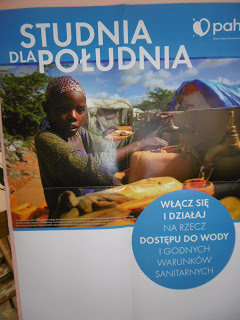 STUDNIA
DLA POŁUDNIA
pah
WŁĄCZ SIĘ
I DZIAŁAJ
NA RZECZ
DOSTĘPU DO WODY
I GODNYCH
WARUNKÓW
SANITARNYCH